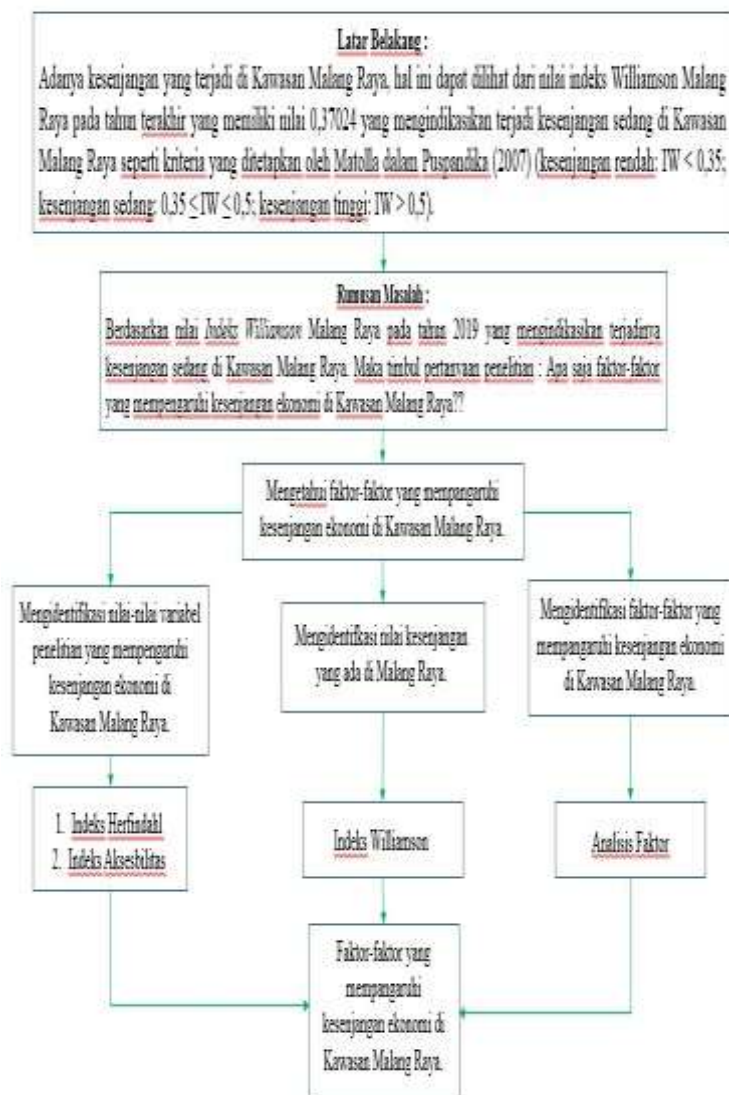 Latar Belakang :
Adanya kesenjangan yang terjadi di Kawasan Malang Raya, hal ini dapat dilihat dari nilai indeks Williamson Malang
Raya pada tahun terakhir yang memiliki nilai 0,37024 yang mengindikasikan terjadi kesenjangan sedang di Kawasan
Malang Raya seperti kriteria yang ditetapkan oleh Matolla dalam Puspandika (2007) (kesenjangan rendah: IW < 0,35;
kesenjangan sedang: 0,35 ≤ IW ≤ 0,5; kesenjangan tinggi: IW > 0,5).
Rumusan Masalah :
Berdasarkan nilai Indeks Williamson Malang Raya pada tahun 2019 yang mengindikasikan terjadinya
kesenjangan sedang di Kawasan Malang Raya. Maka timbul pertanyaan penelitian : Apa saja faktor-faktor
yang mempengaruhi kesenjangan ekonomi di Kawasan Malang Raya??
Mengetahui faktor-faktor yang mempangaruhi
kesenjangan ekonomi di Kawasan Malang Raya.
Mengidentifikasi nilai-nilai variabel
penelitian yang mempengaruhi
kesenjangan ekonomi di
Kawasan Malang Raya.
Mengidentifkasi nilai kesenjangan
yang ada di Malang Raya.
Mengidentifkasi faktor-faktor yang
mempangaruhi kesenjangan ekonomi
di Kawasan Malang Raya.
1. Indeks Herfindahl
2. Indeks Aksesbilitas
Indeks Williamson
Analisis Faktor
Faktor-faktor yang
mempangaruhi
kesenjangan ekonomi di
Kawasan Malang Raya.